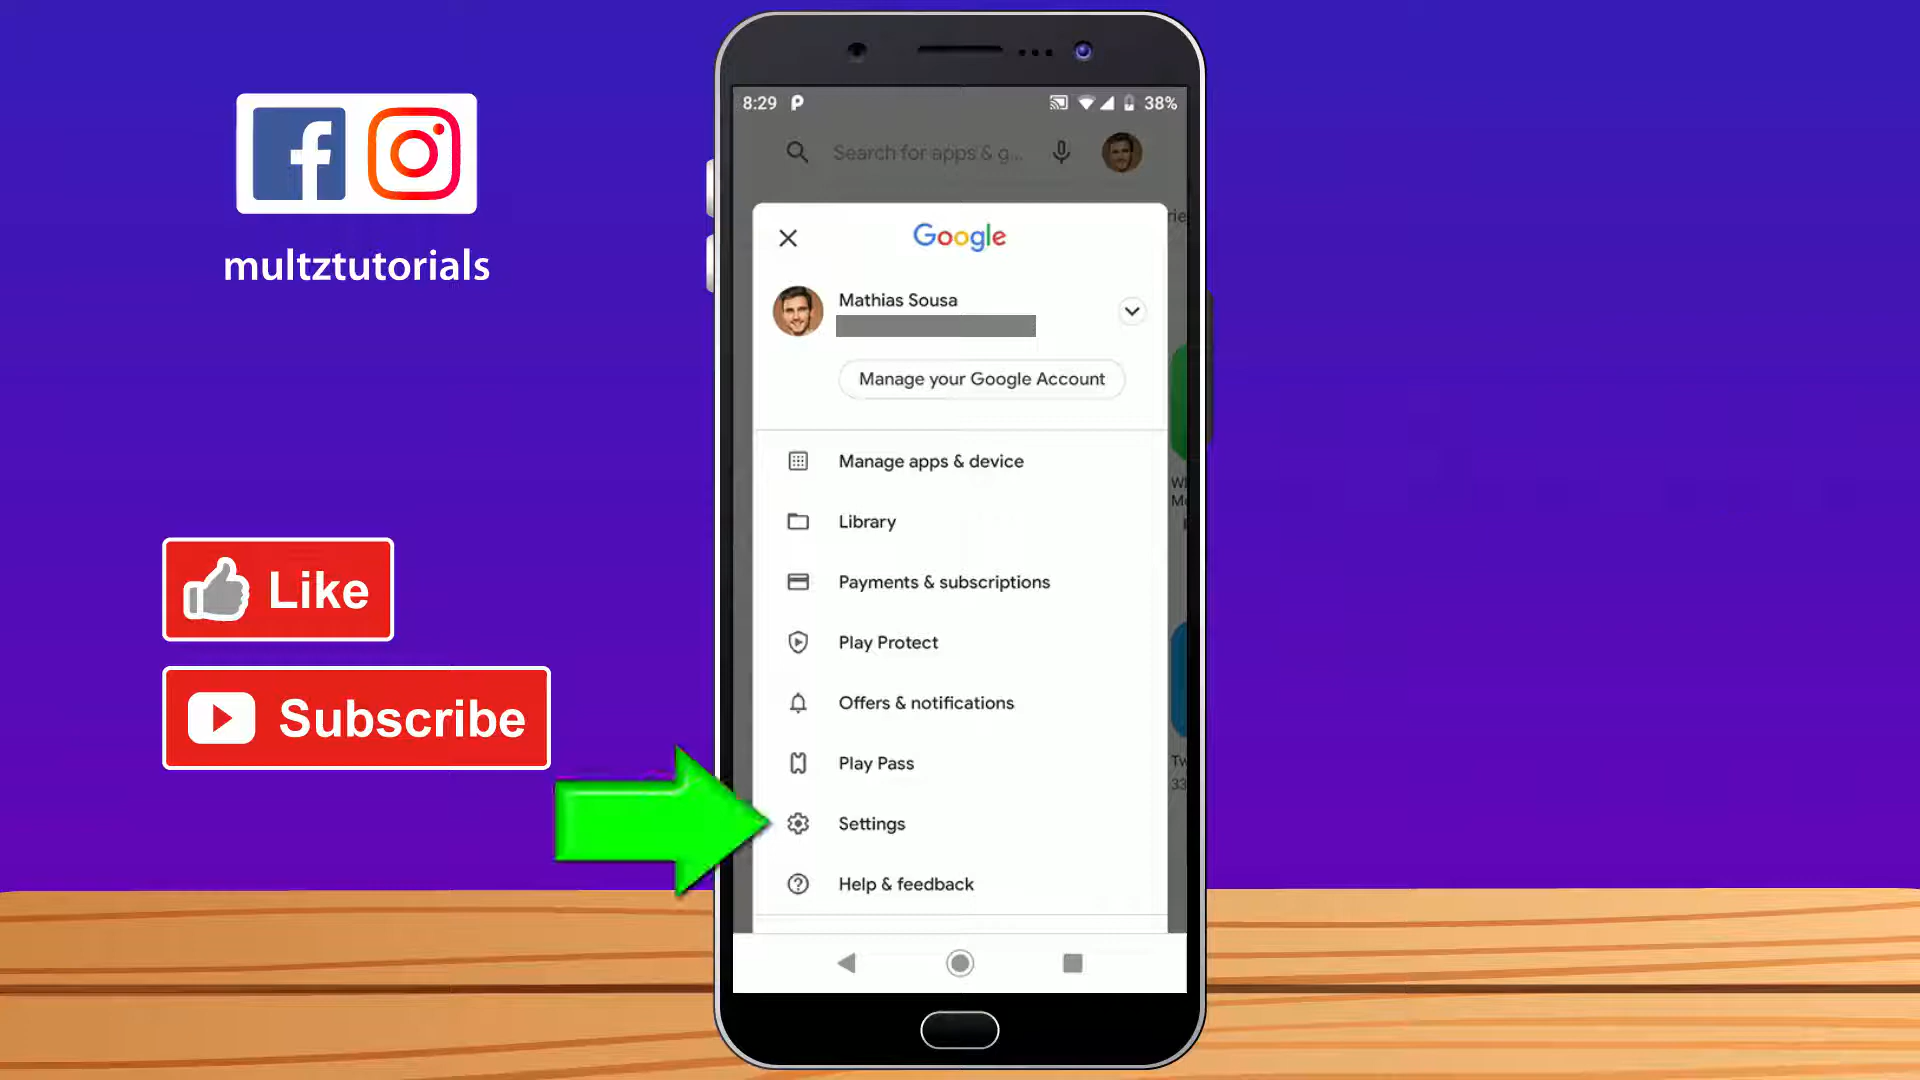 multztutorials
Like
Subscribe
8:29
38%
Search for apps & g...
Google
Mathias Sousa
Manage your Google Account
Manage apps & device
Library
Payments & subscriptions
Play Protect
Offers & notifications
Play Pass
Settings
Help & feedback